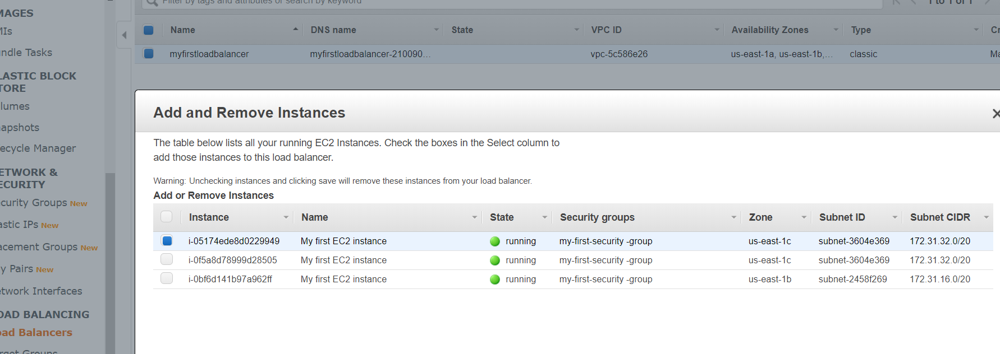 Filter by tags and attributes or search by keyword
1 to 1 of 1
MAGES
MIs
ndle Tasks
LASTIC BLOCK
TORE
lumes
apshots
ecycle Manager
ETWORK &
ECURITY
curity Groups New
astic IPs New
acement Groups New
y Pairs New
etwork Interfaces
OAD BALANCING
oad Balancers
rget Groups
Name DNS name State VPC ID Availability Zones Type Cr
myfirstloadbalancer myfirstloadbalancer-210090... vpc-5c586e26 us-east-1a, us-east-1b,... classic Ma
Add and Remove Instances
The table below lists all your running EC2 Instances. Check the boxes in the Select column to
add those instances to this load balancer.
Warning: Unchecking instances and clicking save will remove these instances from your load balancer.
Add or Remove Instances
Instance Name State Security groups Zone Subnet ID Subnet CIDR
i-05174ede8d0229949 My first EC2 instance running my-first-security -group us-east-1c subnet-3604e369 172.31.32.0/20
i-0f5a8d78999d28505 My first EC2 instance running my-first-security -group us-east-1c subnet-3604e369 172.31.32.0/20
i-0bf6d141b97a962ff My first EC2 instance running my-first-security -group us-east-1b subnet-2458f269 172.31.16.0/20